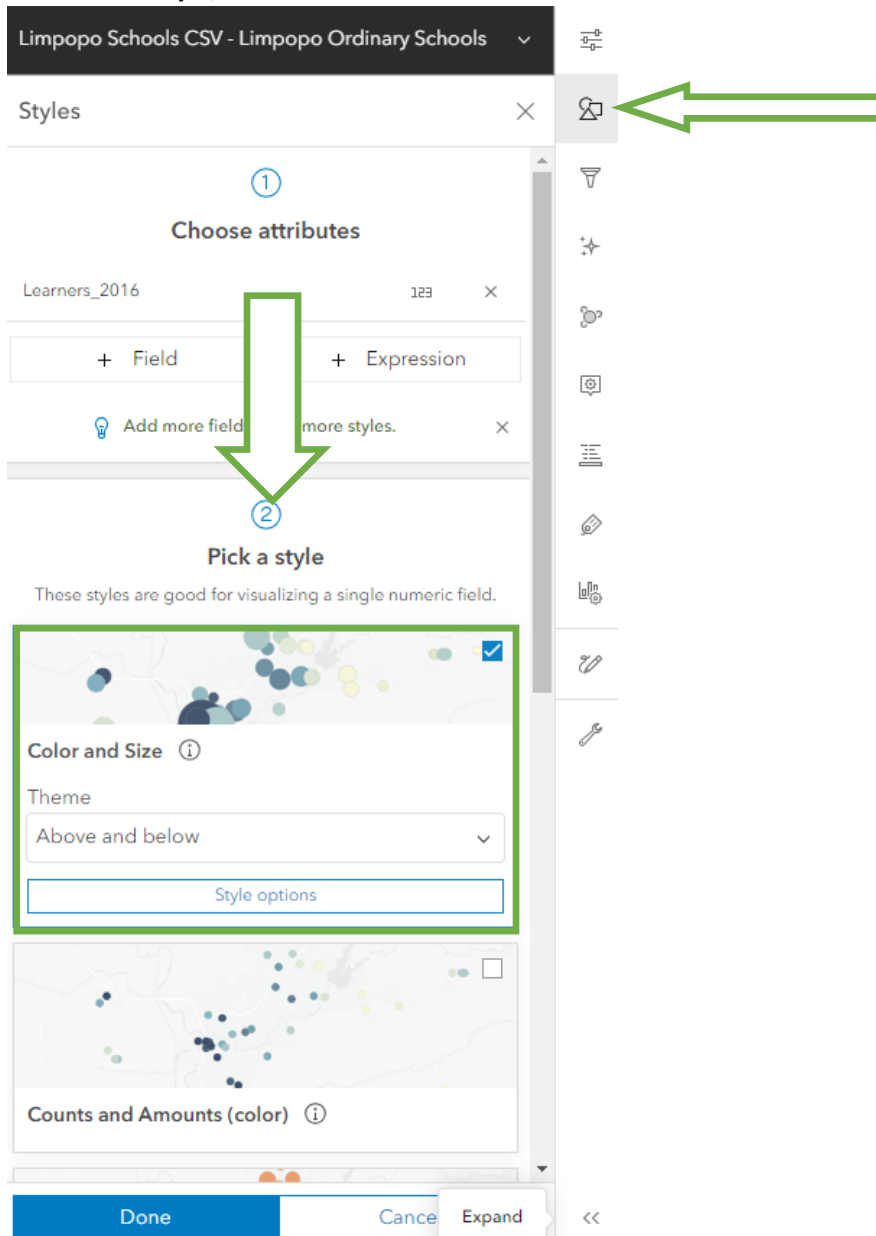 Limpopo Schools CSV - Limpopo Ordinary Schools
Styles
1
Choose attributes
Learners_2016 123
+ Field + Expression
Add more field more styles.
2
Pick a style
These styles are good for visualizing a single numeric field.
Color and Size
Theme
Above and below
Style options
Counts and Amounts (color)
Done Cance Expand